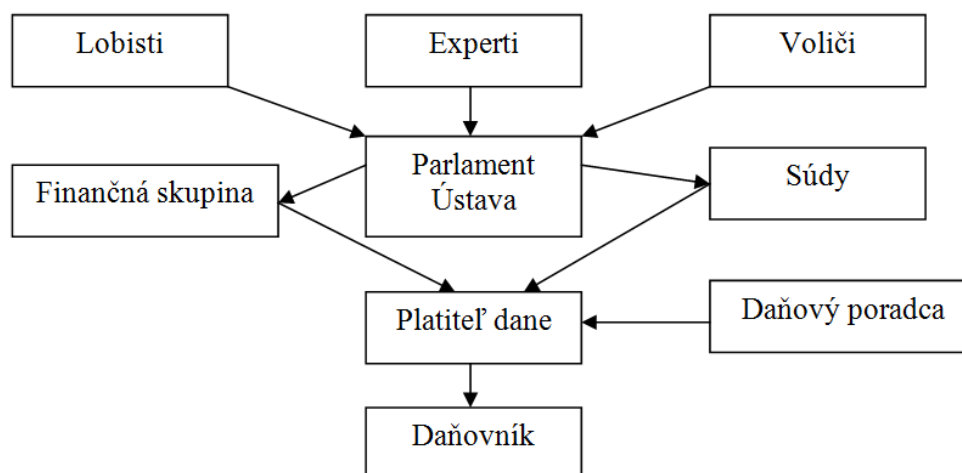 Lobisti
Experti
Voliči
Parlament
Ústava
Finančná skupina
Súdy
Platiteľ dane
Daňový poradca
Daňovník